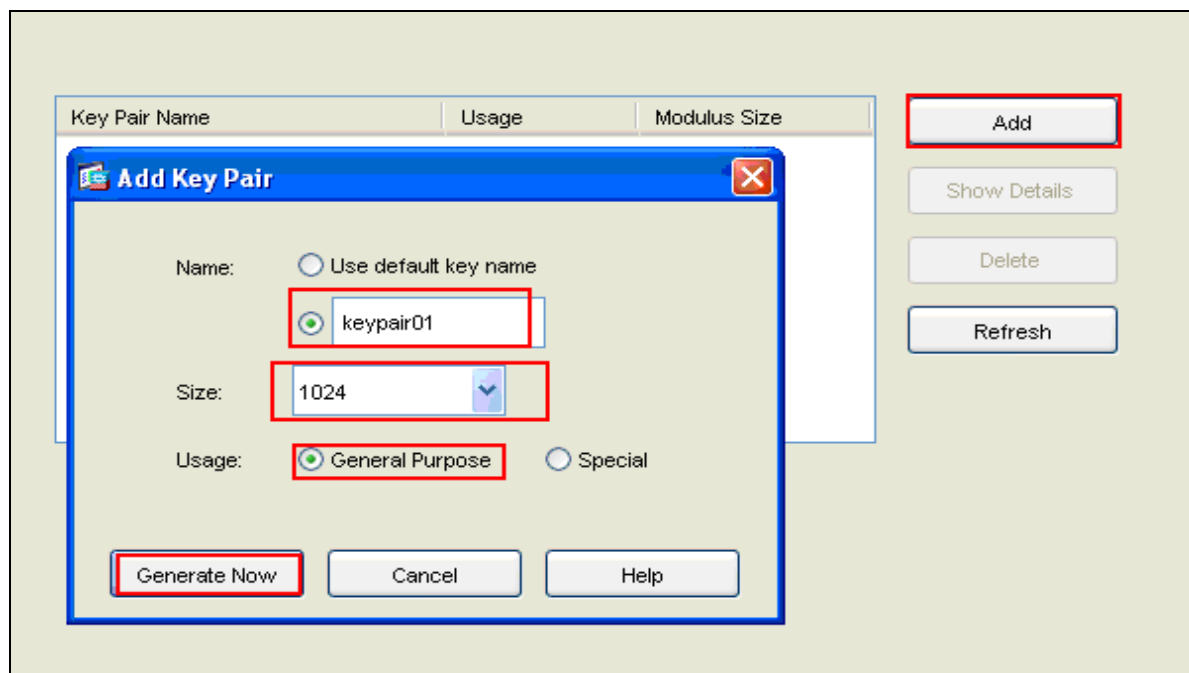 Key Pair Name Usage Modulus Size
Add
Show Details
Delete
Refresh
Add Key Pair
Name: Use default key name
keypair01
Size: 1024
Usage: General Purpose Special
Generate Now Cancel Help